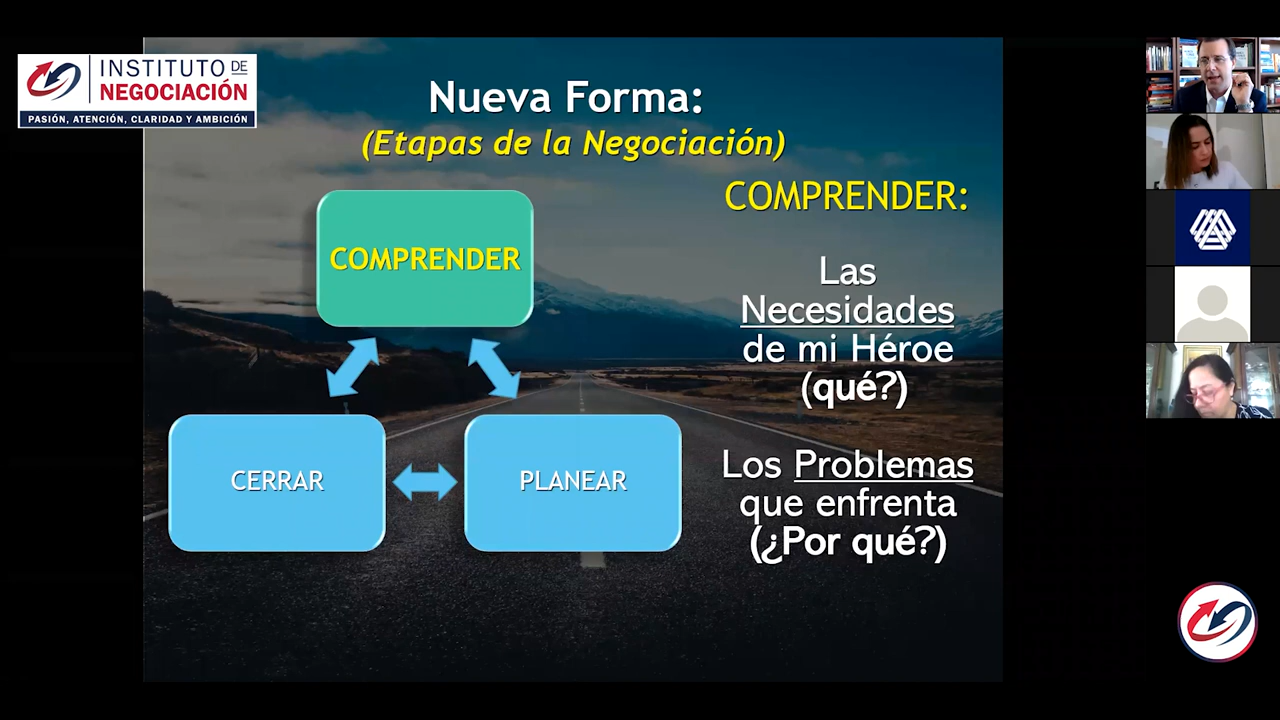 INSTITUTO DE
NEGOCIACIÓN
PASIÓN, ATENCIÓN, CLARIDAD Y AMBICIÓN
Nueva Forma:
(Etapas de la Negociación)
COMPRENDER
CERRAR
PLANEAR
COMPRENDER:
Las
Necesidades
de mi Héroe
(qué?)
Los Problemas
que enfrenta
(¿Por qué?)